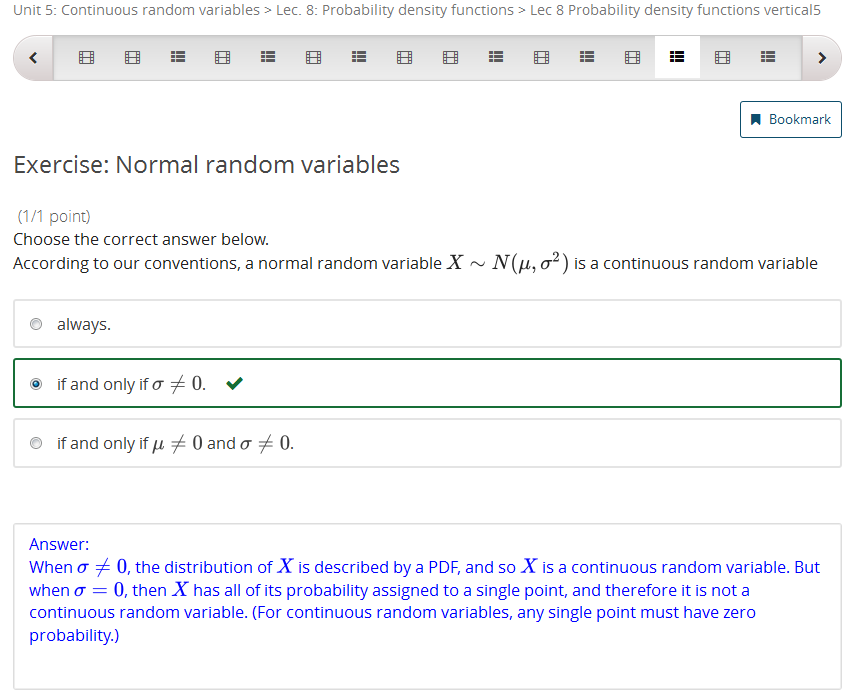 Unit 5: Continuous random variables > Lec. 8: Probability density functions > Lec 8 Probability density functions vertical5
Bookmark
Exercise: Normal random variables
(1/1 point)
Choose the correct answer below.
According to our conventions, a normal random variable X ∼ N(μ, σ²) is a continuous random variable
always.
if and only if σ ≠ 0.
if and only if μ ≠ 0 and σ ≠ 0.
Answer:
When σ ≠ 0, the distribution of X is described by a PDF, and so X is a continuous random variable. But
when σ = 0, then X has all of its probability assigned to a single point, and therefore it is not a
continuous random variable. (For continuous random variables, any single point must have zero
probability.)